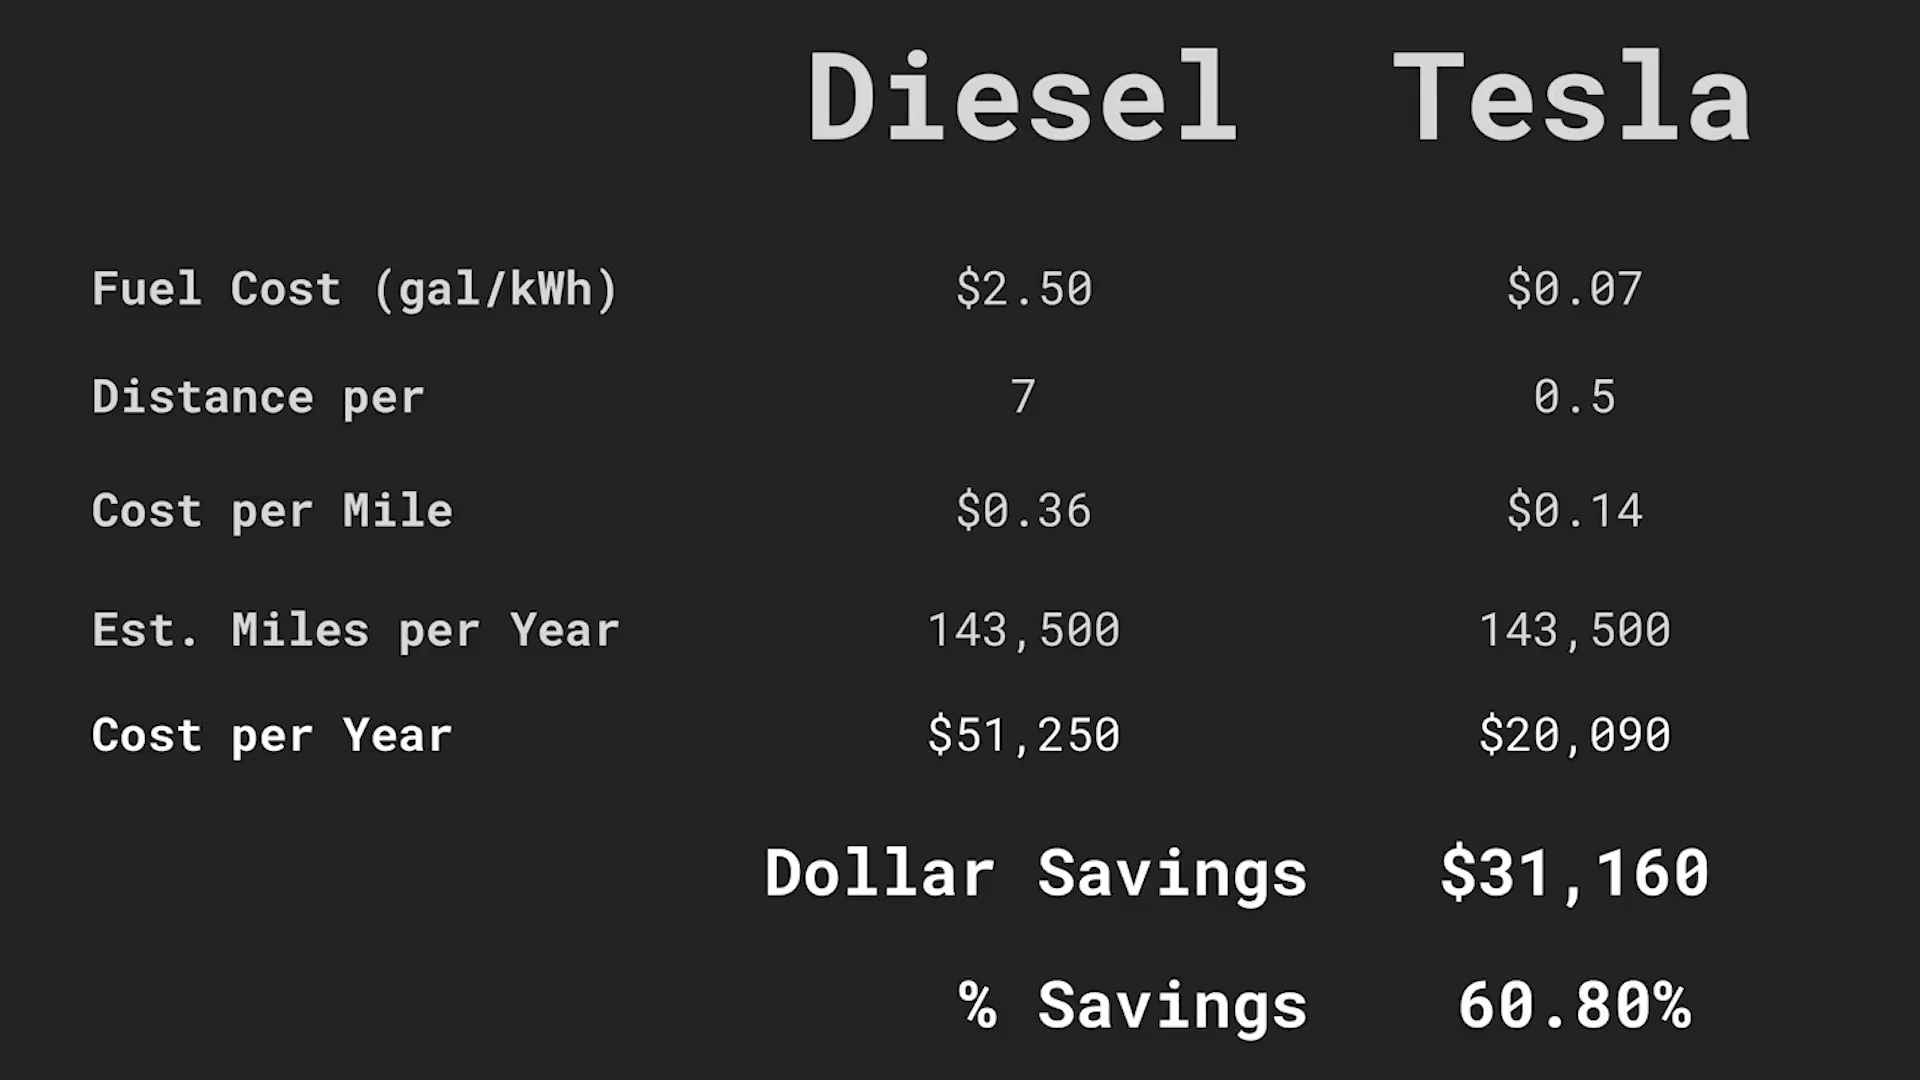 Diesel Tesla
Fuel Cost (gal/kWh) $2.50 $0.07
Distance per 7 0.5
Cost per Mile $0.36 $0.14
Est. Miles per Year 143,500 143,500
Cost per Year $51,250 $20,090
Dollar Savings $31,160
% Savings 60.80%